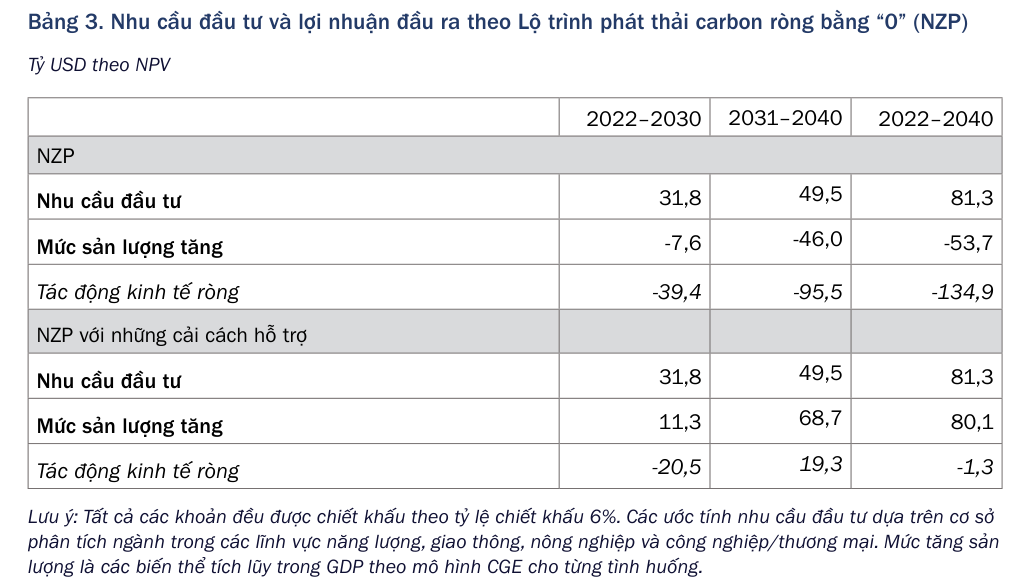 Bảng 3. Nhu cầu đầu tư và lợi nhuận đầu ra theo Lộ trình phát thải carbon ròng bằng “0” (NZP)
Tỷ USD theo NPV
2022–2030 2031–2040 2022–2040
NZP
Nhu cầu đầu tư 31,8 49,5 81,3
Mức sản lượng tăng -7,6 -46,0 -53,7
Tác động kinh tế ròng -39,4 -95,5 -134,9
NZP với những cải cách hỗ trợ
Nhu cầu đầu tư 31,8 49,5 81,3
Mức sản lượng tăng 11,3 68,7 80,1
Tác động kinh tế ròng -20,5 19,3 -1,3
Lưu ý: Tất cả các khoản đều được chiết khấu theo tỷ lệ chiết khấu 6%. Các ước tính nhu cầu đầu tư dựa trên cơ sở
phân tích ngành trong các lĩnh vực năng lượng, giao thông, nông nghiệp và công nghiệp/thương mại. Mức tăng sản
lượng là các biến thể tích lũy trong GDP theo mô hình CGE cho từng tình huống.